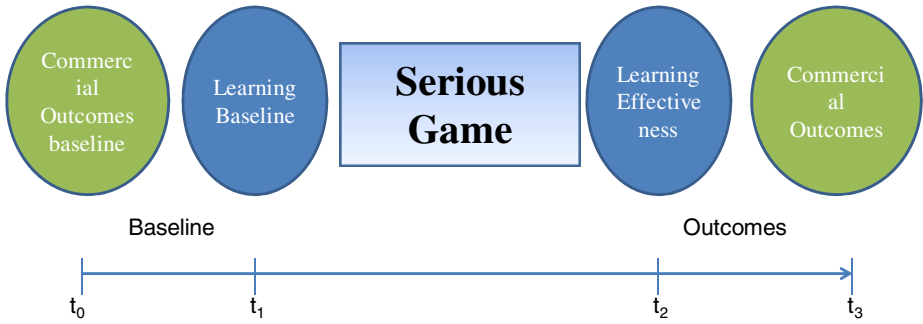 Commerc
ial
Outcomes
baseline
Learning
Baseline
Serious
Game
Learning
Effective
ness
Commerci
al
Outcomes
Baseline
Outcomes
t0
t1
t2
t3